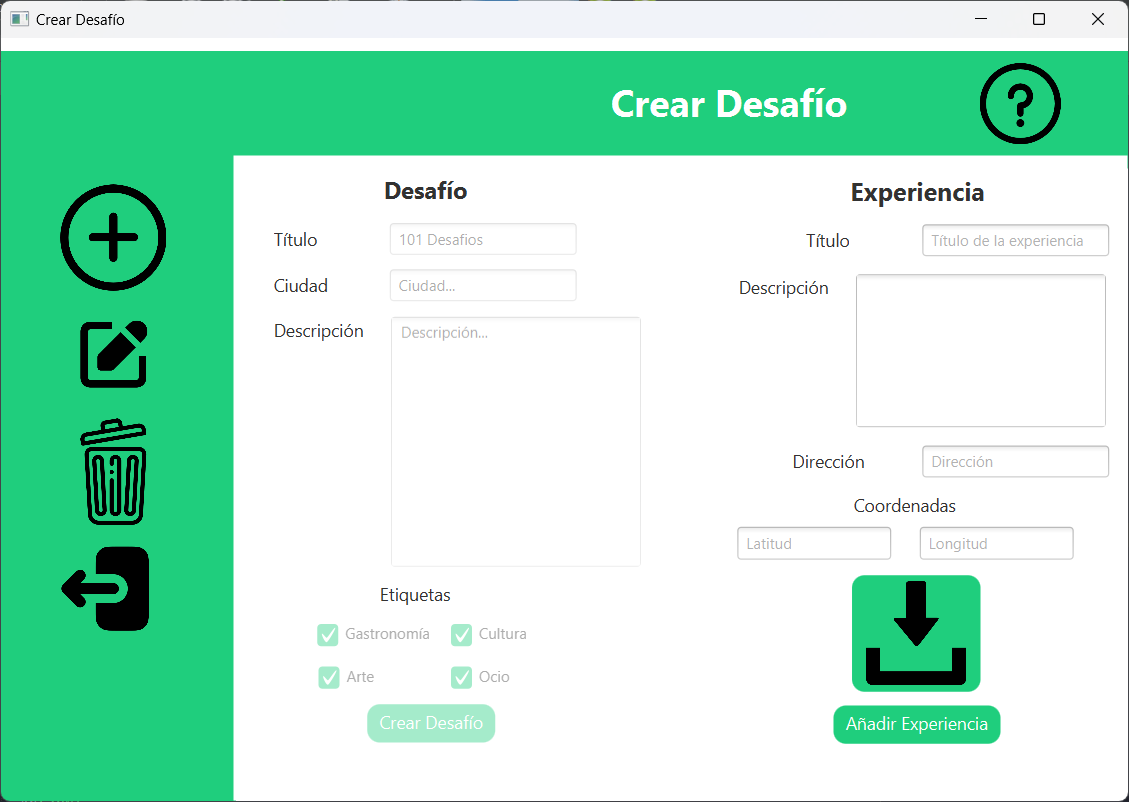 Crear Desafío
Crear Desafío
?
Desafío
Título
101 Desafios
Ciudad
Ciudad...
Descripción
Descripción...
Etiquetas
Gastronomía
Cultura
Arte
Ocio
Crear Desafío
Experiencia
Título
Título de la experiencia
Descripción
Dirección
Dirección
Coordenadas
Latitud
Longitud
Añadir Experiencia